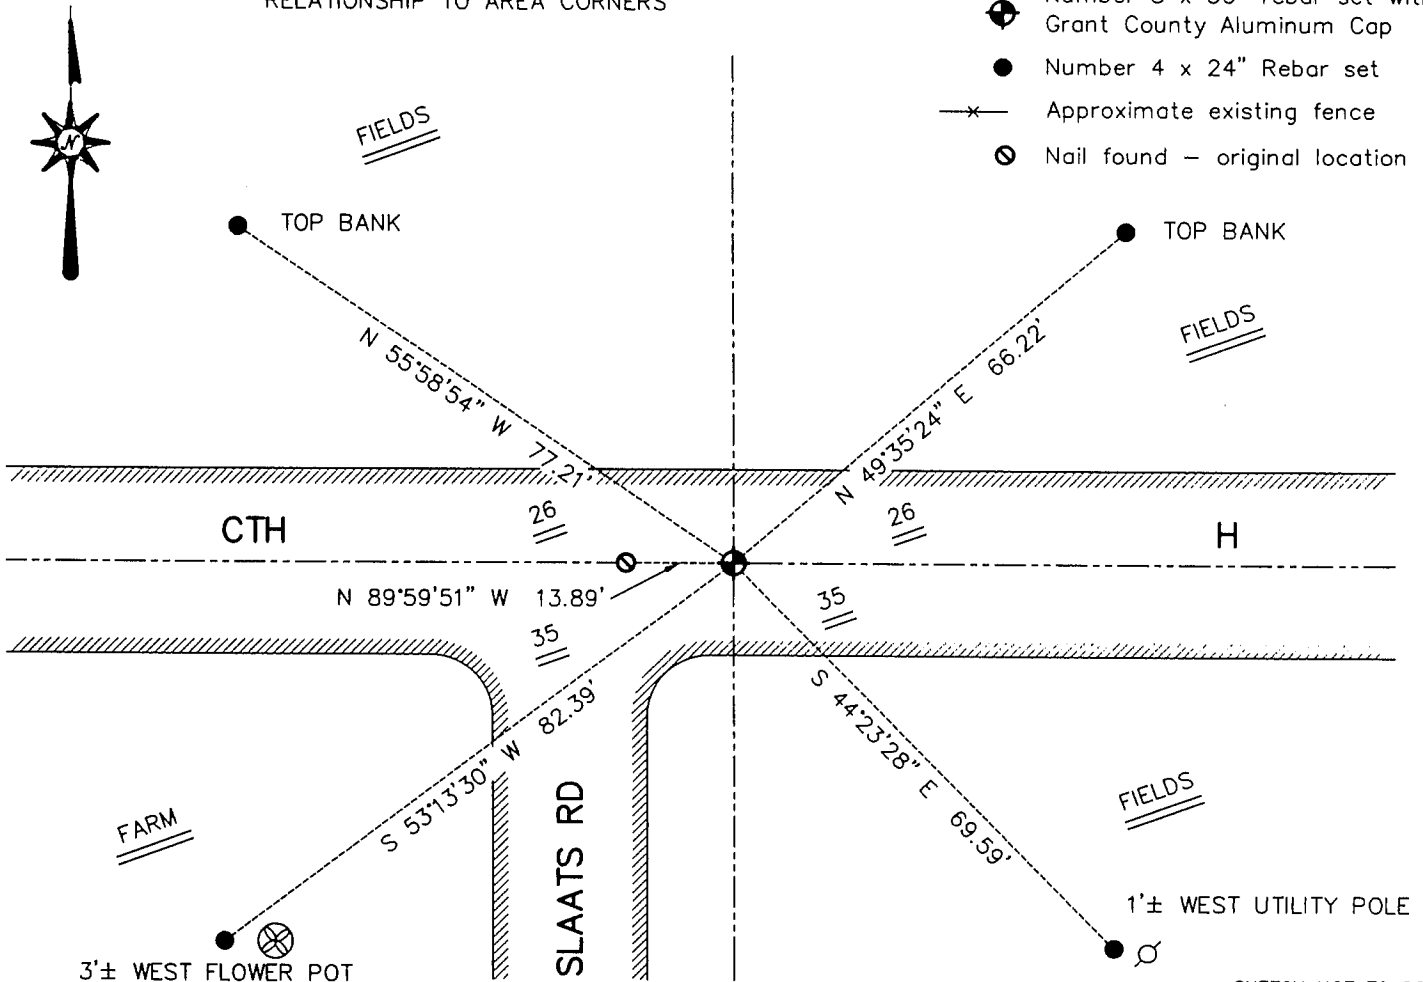 RELATIONSHIP TO AREA CORNERS
Grant County Aluminum Cap
Number 4 x 24" Rebar set
Approximate existing fence
Nail found – original location
N
FIELDS
TOP BANK
TOP BANK
FIELDS
N 55°58'54" W 77.21'
N 49°35'24" E 66.22'
CTH
26
26
H
N 89°59'51" W 13.89'
35
35
S 53°13'30" W 82.39'
S 44°23'28" E 69.59'
FARM
SLAATS RD
FIELDS
1'± WEST UTILITY POLE
3'± WEST FLOWER POT